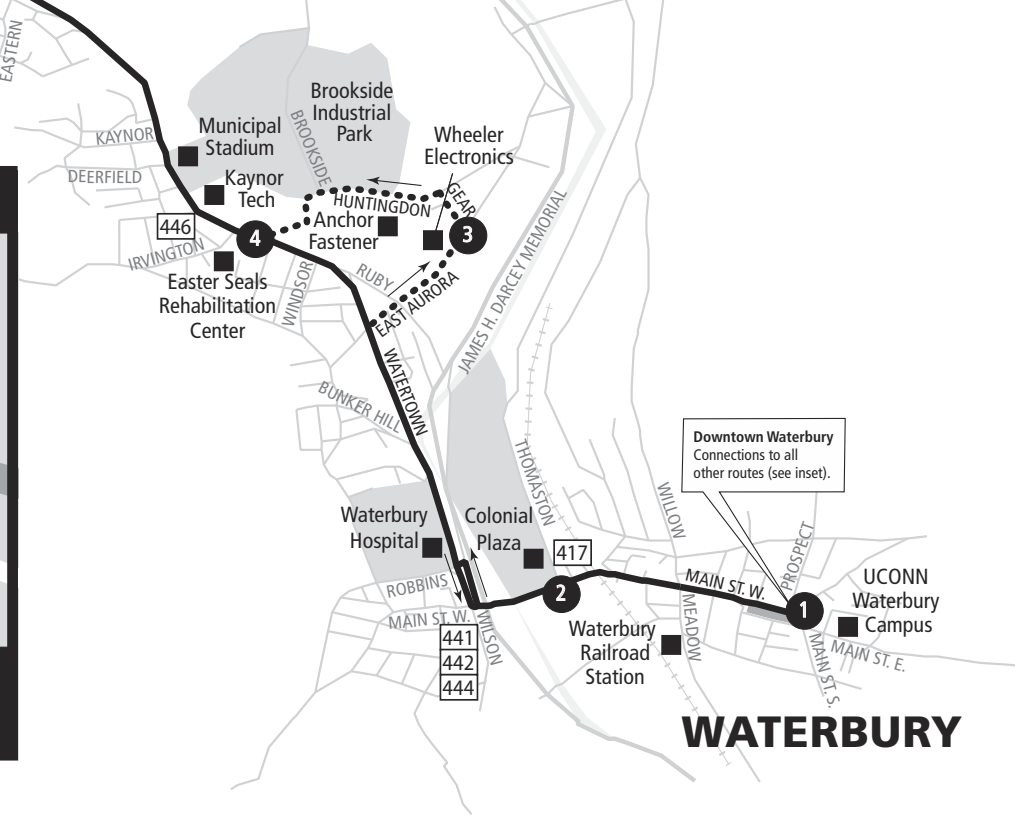 EASTERN
Brookside
Industrial
Park
BROOKSIDE
Municipal
Stadium
KAYNOR
Wheeler
Electronics
DEERFIELD
Kaynor
Tech
GEAR
HUNTINGDON
446
Anchor
Fastener
4
3
IRVINGTON
Easter Seals
Rehabilitation
Center
WINDSOR
RUBY
EAST AURORA
JAMES H. DARCEY MEMORIAL
WATERTOWN
BUNKER HILL
THOMASTON
Downtown Waterbury
Connections to all
other routes (see inset).
WILLOW
PROSPECT
Waterbury
Hospital
Colonial
Plaza
417
ROBBINS
MAIN ST. W.
WILSON
441
442
444
2
MAIN ST. W.
1
UCONN
Waterbury
Campus
Waterbury
Railroad
Station
MEADOW
MAIN ST. E.
MAIN ST. S.
WATERBURY